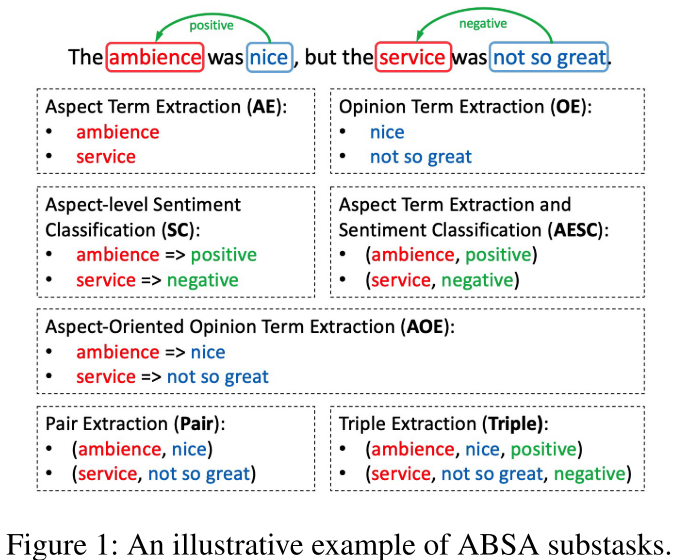 positive
negative
The ambience was nice, but the service was not so great.
Aspect Term Extraction (AE):
• ambience
• service
Opinion Term Extraction (OE):
• nice
• not so great
Aspect-level Sentiment
Classification (SC):
• ambience => positive
• service => negative
Aspect Term Extraction and
Sentiment Classification (AESC):
• (ambience, positive)
• (service, negative)
Aspect-Oriented Opinion Term Extraction (AOE):
• ambience => nice
• service => not so great
Pair Extraction (Pair):
• (ambience, nice)
• (service, not so great)
Triple Extraction (Triple):
• (ambience, nice, positive)
• (service, not so great, negative)
Figure 1: An illustrative example of ABSA substasks.